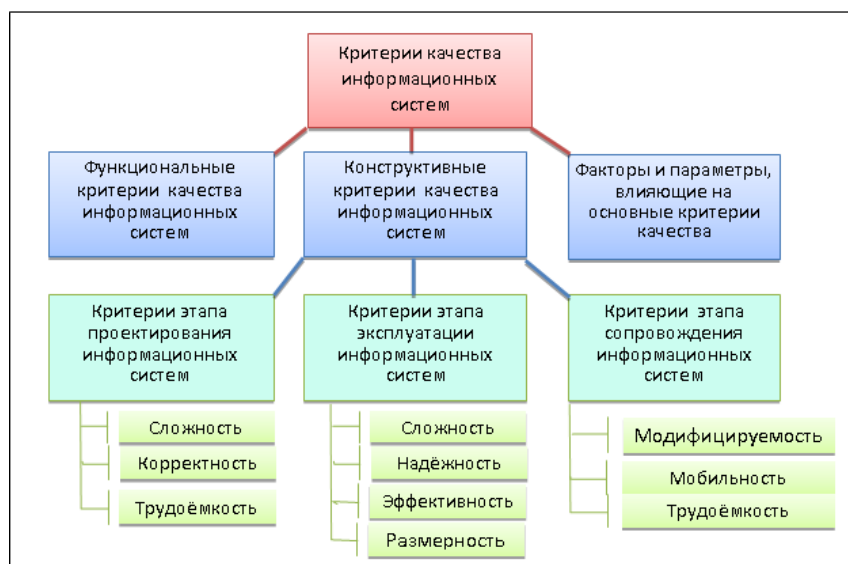 Критерии качества
информационных
систем
Функциональные
критерии качества
информационных
систем
Конструктивные
критерии качества
информационных
систем
Факторы и параметры,
влияющие на
основные критерии
качества
Критерии этапа
проектирования
информационных
систем
Критерии этапа
эксплуатации
информационных
систем
Критерии этапа
сопровождения
информационных
систем
Сложность
Корректность
Трудоёмкость
Сложность
Надёжность
Эффективность
Размерность
Модифицируемость
Мобильность
Трудоёмкость